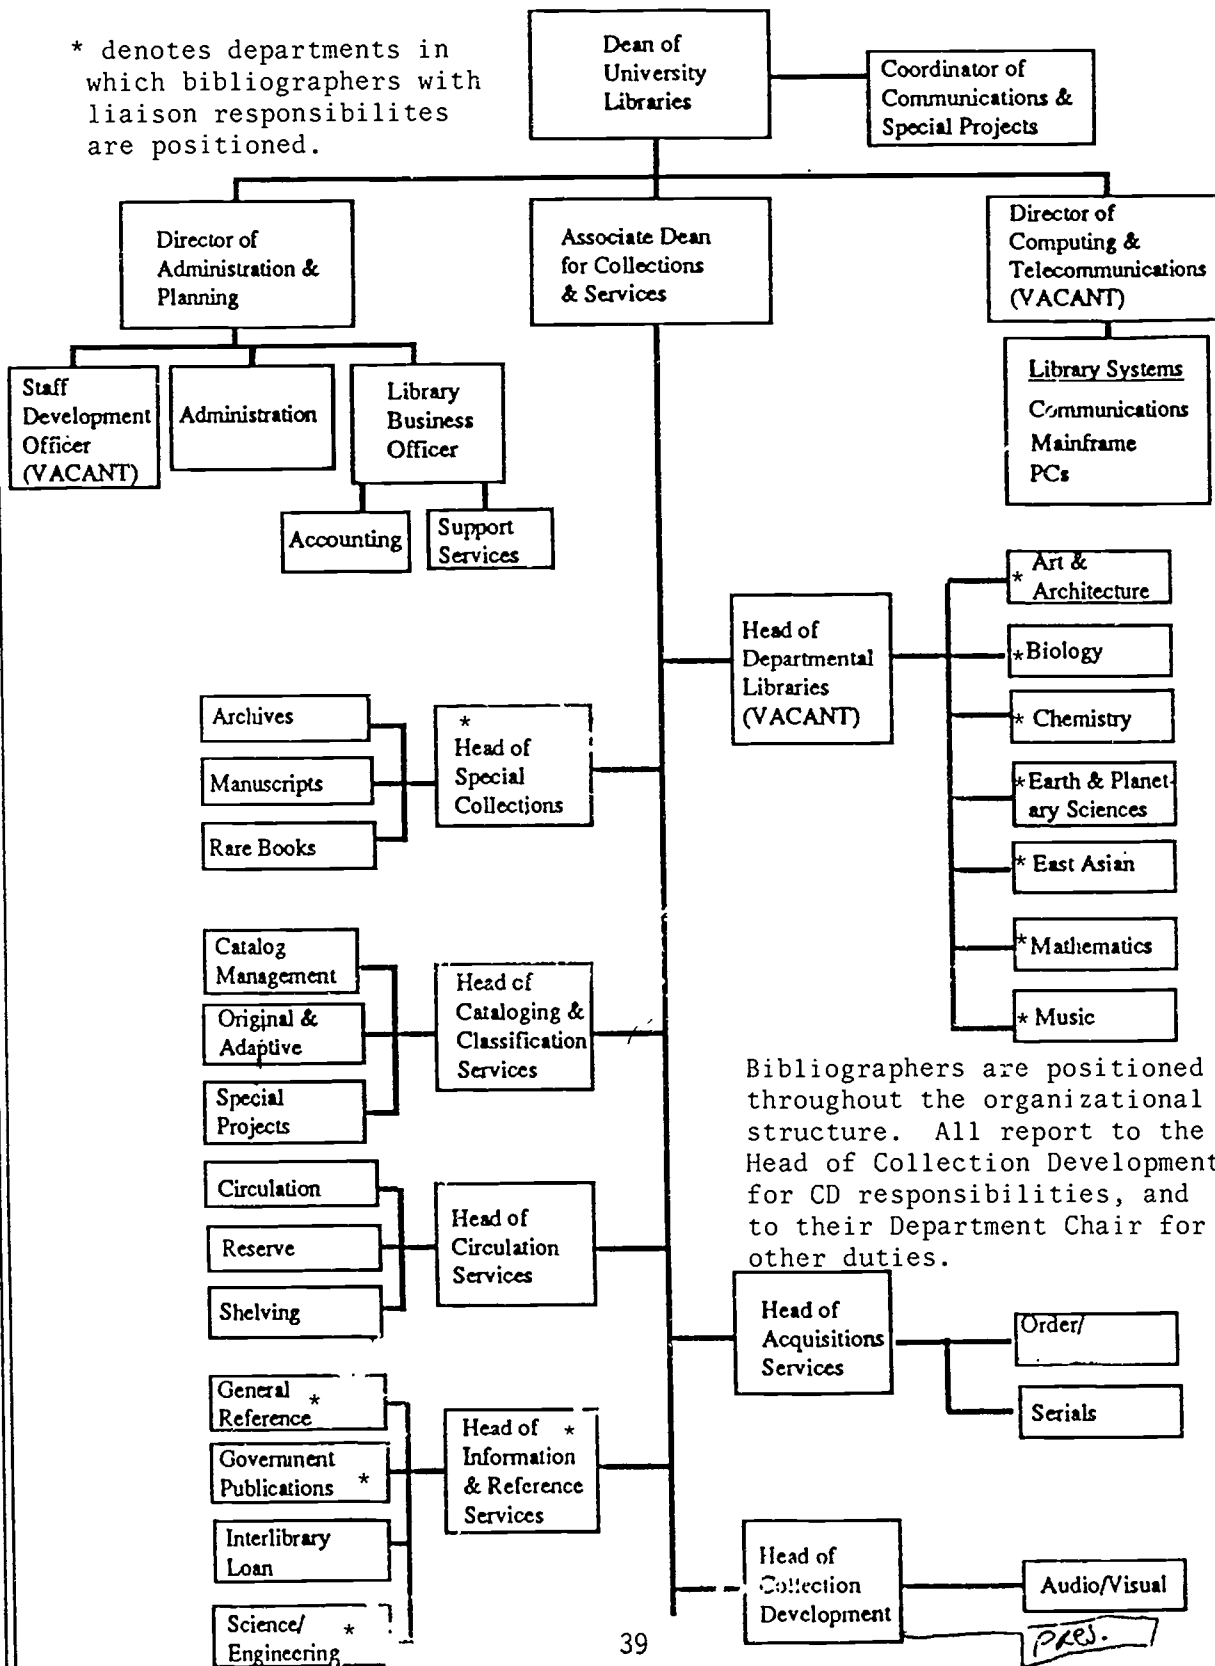 * denotes departments in
which bibliographers with
liaison responsibilites
are positioned.
Dean of
University
Libraries
Coordinator of
Communications &
Special Projects
Director of
Administration &
Planning
Associate Dean
for Collections
& Services
Director of
Computing &
Telecommunications
(VACANT)
Staff
Development
Officer
(VACANT)
Administration
Library
Business
Officer
Library Systems
Communications
Mainframe
PCs
Accounting
Support
Services
Head of
Departmental
Libraries
(VACANT)
* Art &
Architecture
* Biology
* Chemistry
* Earth & Planet-
ary Sciences
* East Asian
* Mathematics
* Music
Archives
Manuscripts
Rare Books
*
Head of
Special
Collections
Catalog
Management
Original &
Adaptive
Special
Projects
Head of
Cataloging &
Classification
Services
Bibliographers are positioned
throughout the organizational
structure. All report to the
Head of Collection Development
for CD responsibilities, and
to their Department Chair for
other duties.
Circulation
Reserve
Shelving
Head of
Circulation
Services
Head of
Acquisitions
Services
Order/
Serials
General *
Reference
Government
Publications *
Interlibrary
Loan
Science/ *
Engineering
Head of *
Information
& Reference
Services
Head of
Collection
Development
Audio/Visual
Pres.
39